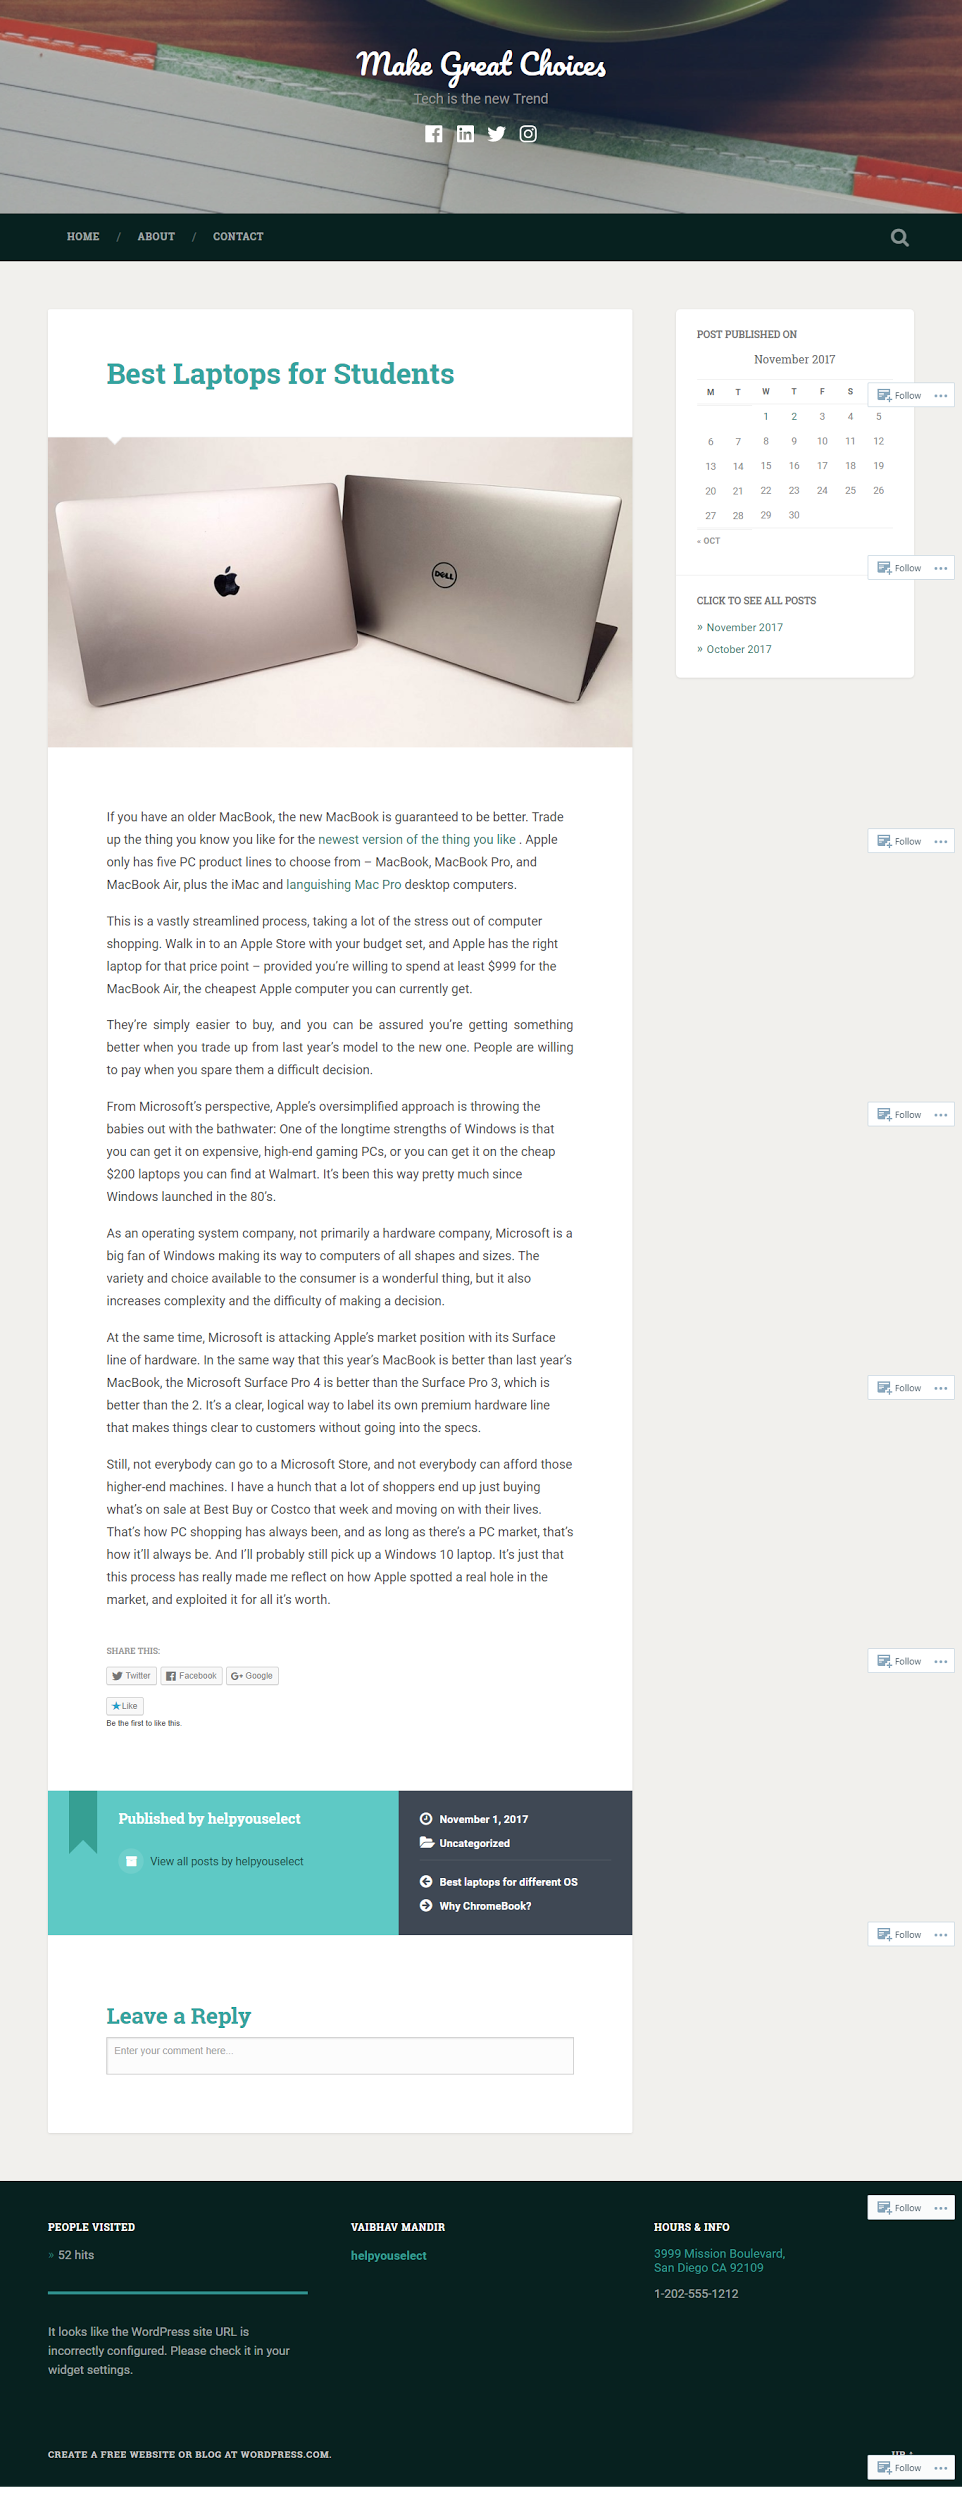 Make Great Choices
Tech is the new Trend
HOME / ABOUT / CONTACT
Best Laptops for Students
DELL
If you have an older MacBook, the new MacBook is guaranteed to be better. Trade
up the thing you know you like for the newest version of the thing you like . Apple
only has five PC product lines to choose from – MacBook, MacBook Pro, and
MacBook Air, plus the iMac and languishing Mac Pro desktop computers.
This is a vastly streamlined process, taking a lot of the stress out of computer
shopping. Walk in to an Apple Store with your budget set, and Apple has the right
laptop for that price point – provided you're willing to spend at least $999 for the
MacBook Air, the cheapest Apple computer you can currently get.
They're simply easier to buy, and you can be assured you're getting something
better when you trade up from last year's model to the new one. People are willing
to pay when you spare them a difficult decision.
From Microsoft's perspective, Apple's oversimplified approach is throwing the
babies out with the bathwater: One of the longtime strengths of Windows is that
you can get it on expensive, high-end gaming PCs, or you can get it on the cheap
$200 laptops you can find at Walmart. It's been this way pretty much since
Windows launched in the 80's.
As an operating system company, not primarily a hardware company, Microsoft is a
big fan of Windows making its way to computers of all shapes and sizes. The
variety and choice available to the consumer is a wonderful thing, but it also
increases complexity and the difficulty of making a decision.
At the same time, Microsoft is attacking Apple's market position with its Surface
line of hardware. In the same way that this year's MacBook is better than last year's
MacBook, the Microsoft Surface Pro 4 is better than the Surface Pro 3, which is
better than the 2. It's a clear, logical way to label its own premium hardware line
that makes things clear to customers without going into the specs.
Still, not everybody can go to a Microsoft Store, and not everybody can afford those
higher-end machines. I have a hunch that a lot of shoppers end up just buying
what's on sale at Best Buy or Costco that week and moving on with their lives.
That's how PC shopping has always been, and as long as there's a PC market, that's
how it'll always be. And I'll probably still pick up a Windows 10 laptop. It's just that
this process has really made me reflect on how Apple spotted a real hole in the
market, and exploited it for all it's worth.
SHARE THIS:
Twitter Facebook Google
Like
Be the first to like this.
Published by helpyouselect
View all posts by helpyouselect
November 1, 2017
Uncategorized
Best laptops for different OS
Why ChromeBook?
Leave a Reply
Enter your comment here...
POST PUBLISHED ON
November 2017
M T W T F S
1 2 3 4 5
6 7 8 9 10 11 12
13 14 15 16 17 18 19
20 21 22 23 24 25 26
27 28 29 30
« OCT
CLICK TO SEE ALL POSTS
» November 2017
» October 2017
Follow
Follow
Follow
Follow
Follow
Follow
Follow
Follow
PEOPLE VISITED
» 52 hits
It looks like the WordPress site URL is
incorrectly configured. Please check it in your
widget settings.
VAIBHAV MANDIR
helpyouselect
HOURS & INFO
3999 Mission Boulevard,
San Diego CA 92109
1-202-555-1212
CREATE A FREE WEBSITE OR BLOG AT WORDPRESS.COM.
Follow